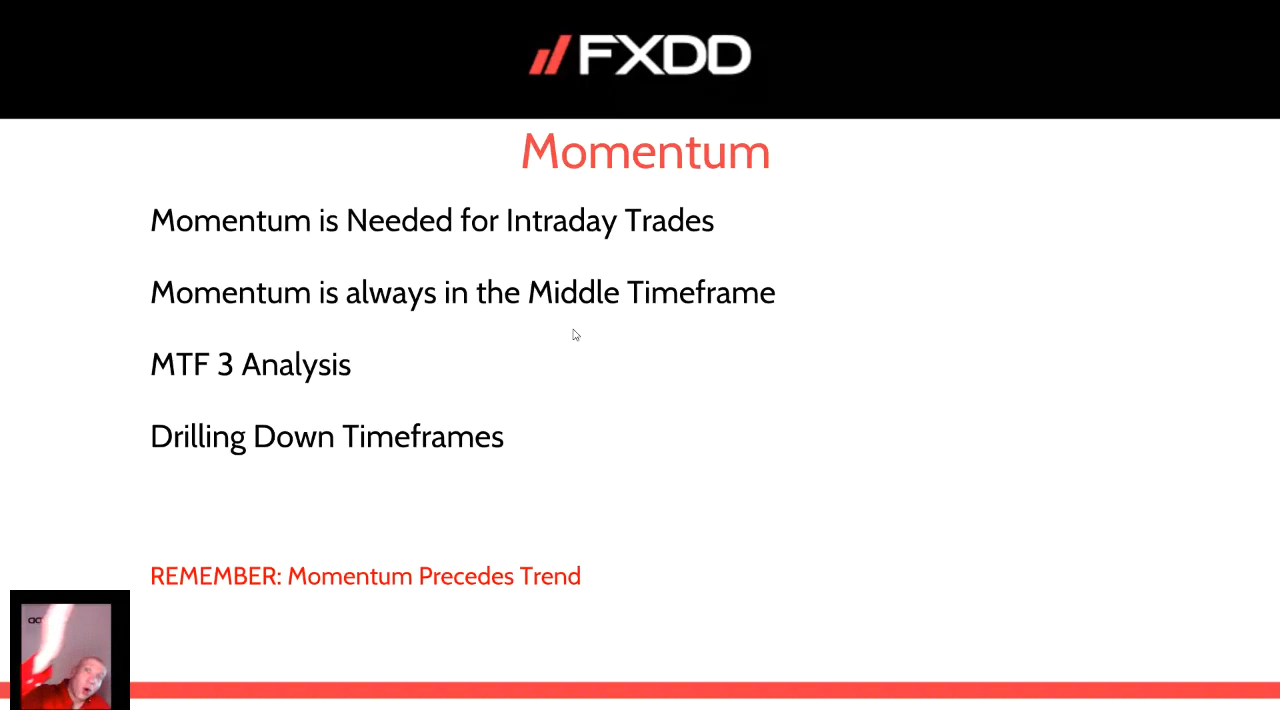 FXDD
Momentum
Momentum is Needed for Intraday Trades
Momentum is always in the Middle Timeframe
MTF 3 Analysis
Drilling Down Timeframes
REMEMBER: Momentum Precedes Trend